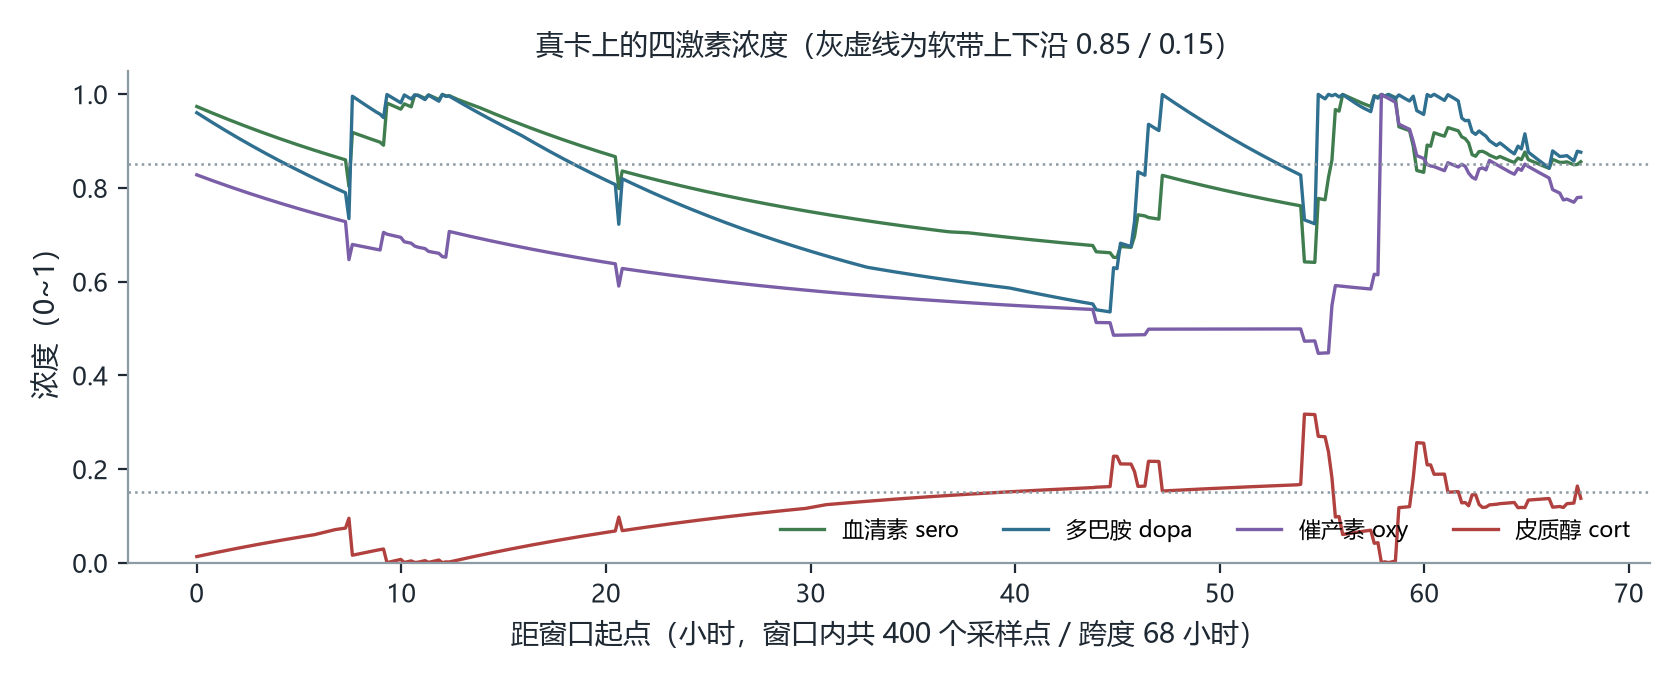 真卡上的四激素浓度（灰虚线为软带上下沿 0.85 / 0.15）
浓度（0~1）
1.0
0.8
0.6
0.4
0.2
0.0
血清素 sero
多巴胺 dopa
催产素 oxy
皮质醇 cort
0
10
20
30
40
50
60
70
距窗口起点（小时，窗口内共 400 个采样点 / 跨度 68 小时）